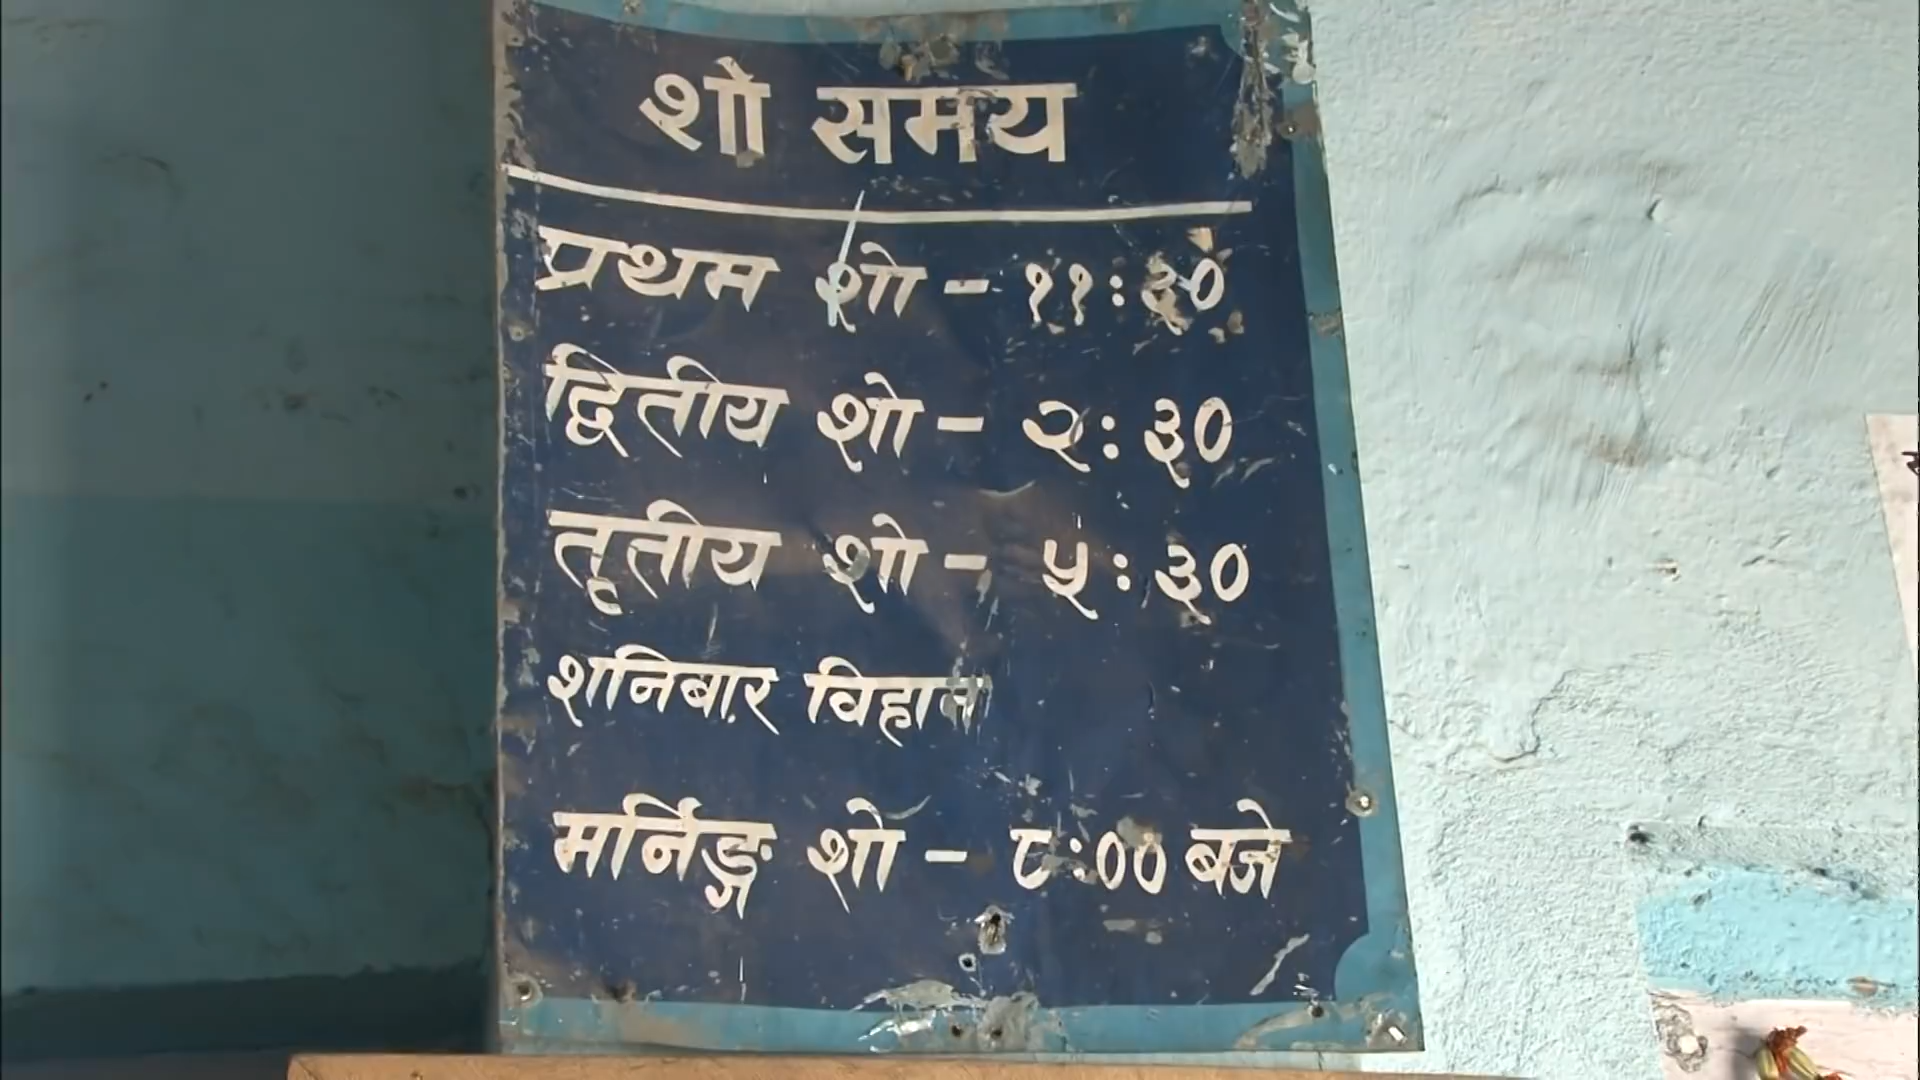 शो समय
प्रथम शो - ११:३०
द्वितीय शो - २:३०
तृतीय शो - ५:३०
शनिबार विहान
मर्निङ्ग शो - ८:०० बजे